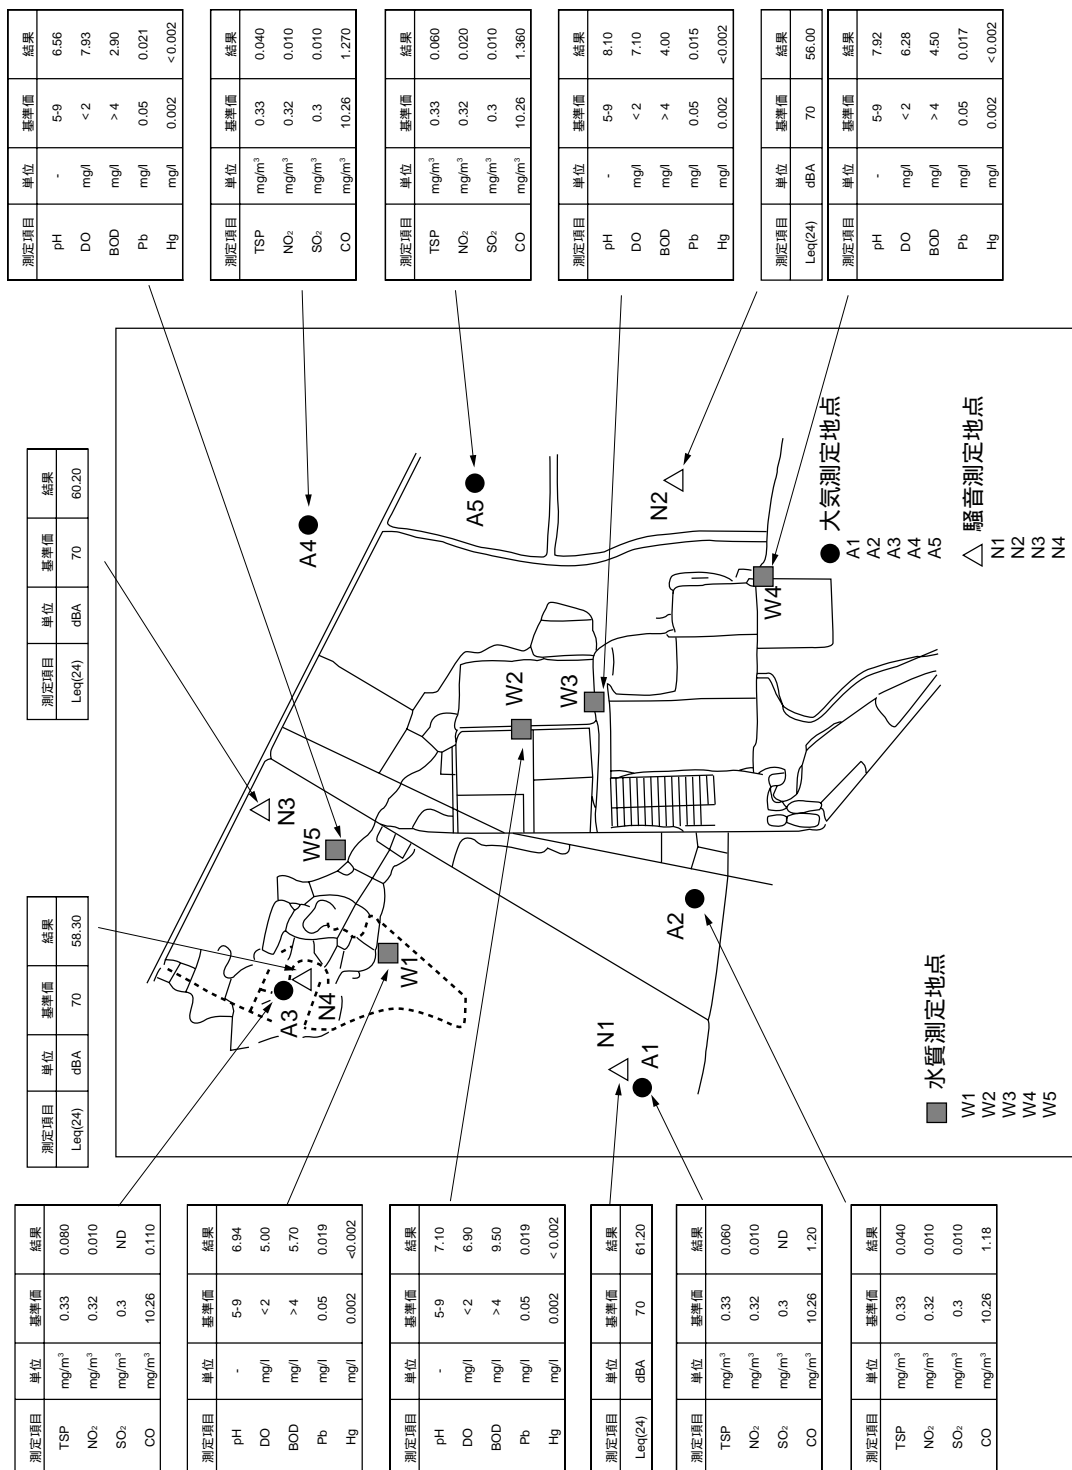 測定項目 単位 基準価 結果
pH - 5-9 6.56
DO mg/l <2 7.93
BOD mg/l >4 2.90
Pb mg/l 0.05 0.021
Hg mg/l 0.002 <0.002
測定項目 単位 基準価 結果
TSP mg/m³ 0.33 0.040
NO₂ mg/m³ 0.32 0.010
SO₂ mg/m³ 0.3 0.010
CO mg/m³ 10.26 1.270
測定項目 単位 基準価 結果
TSP mg/m³ 0.33 0.060
NO₂ mg/m³ 0.32 0.020
SO₂ mg/m³ 0.3 0.010
CO mg/m³ 10.26 1.360
測定項目 単位 基準価 結果
pH - 5-9 8.10
DO mg/l <2 7.10
BOD mg/l >4 4.00
Pb mg/l 0.05 0.015
Hg mg/l 0.002 <0.002
測定項目 単位 基準価 結果
Leq(24) dBA 70 56.00
測定項目 単位 基準価 結果
pH - 5-9 7.92
DO mg/l <2 6.28
BOD mg/l >4 4.50
Pb mg/l 0.05 0.017
Hg mg/l 0.002 <0.002
測定項目 単位 基準価 結果
Leq(24) dBA 70 60.20
測定項目 単位 基準価 結果
Leq(24) dBA 70 58.30
A4
A5
N2
N3
W5
W2
W3
W4
A3
N4
W1
A2
N1
A1
大気測定地点
A1
A2
A3
A4
A5
騒音測定地点
N1
N2
N3
N4
水質測定地点
W1
W2
W3
W4
W5
測定項目 単位 基準価 結果
TSP mg/m³ 0.33 0.080
NO₂ mg/m³ 0.32 0.010
SO₂ mg/m³ 0.3 ND
CO mg/m³ 10.26 0.110
測定項目 単位 基準価 結果
pH - 5-9 6.94
DO mg/l <2 5.00
BOD mg/l >4 5.70
Pb mg/l 0.05 0.019
Hg mg/l 0.002 <0.002
測定項目 単位 基準価 結果
pH - 5-9 7.10
DO mg/l <2 6.90
BOD mg/l >4 9.50
Pb mg/l 0.05 0.019
Hg mg/l 0.002 <0.002
測定項目 単位 基準価 結果
Leq(24) dBA 70 61.20
測定項目 単位 基準価 結果
TSP mg/m³ 0.33 0.060
NO₂ mg/m³ 0.32 0.010
SO₂ mg/m³ 0.3 ND
CO mg/m³ 10.26 1.20
測定項目 単位 基準価 結果
TSP mg/m³ 0.33 0.040
NO₂ mg/m³ 0.32 0.010
SO₂ mg/m³ 0.3 0.010
CO mg/m³ 10.26 1.18